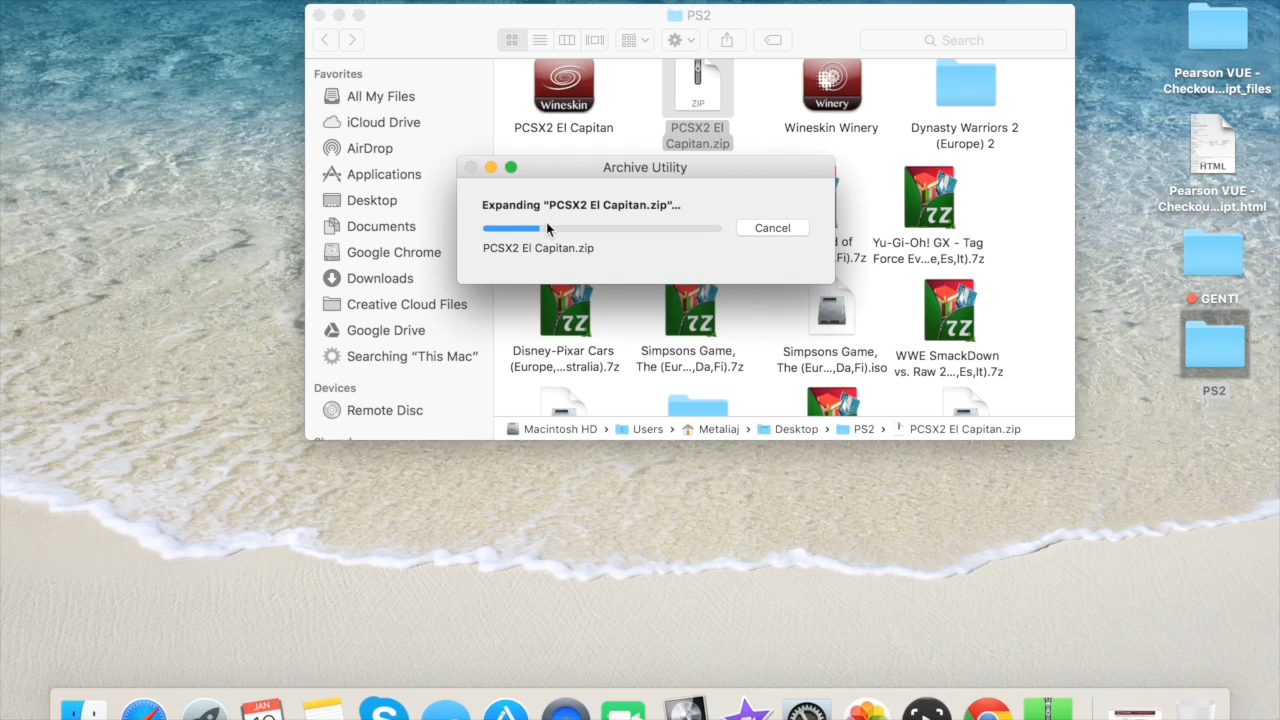 PS2
Search
Favorites
All My Files
iCloud Drive
AirDrop
Applications
Desktop
Documents
Google Chrome
Downloads
Creative Cloud Files
Google Drive
Searching “This Mac”
Devices
Remote Disc
Wineskin
PCSX2 El Capitan
ZIP
PCSX2 El
Capitan.zip
Winery
Wineskin Winery
Dynasty Warriors 2
(Europe) 2
Archive Utility
Expanding "PCSX2 El Capitan.zip"...
Cancel
PCSX2 El Capitan.zip
d of
Fi).7z
7Z
Yu-Gi-Oh! GX - Tag
Force Ev...e,Es,It).7z
7Z
Disney-Pixar Cars
(Europe,...stralia).7z
7Z
Simpsons Game,
The (Eur...,Da,Fi).7z
Simpsons Game,
The (Eur...,Da,Fi).iso
7Z
WWE SmackDown
vs. Raw 2...,Es,It).7z
Macintosh HD
Users
Metaliaj
Desktop
PS2
PCSX2 El Capitan.zip
Pearson VUE -
Checkou...ipt_files
HTML
Pearson VUE -
Checkou...ipt.html
GENTI
PS2
JAN